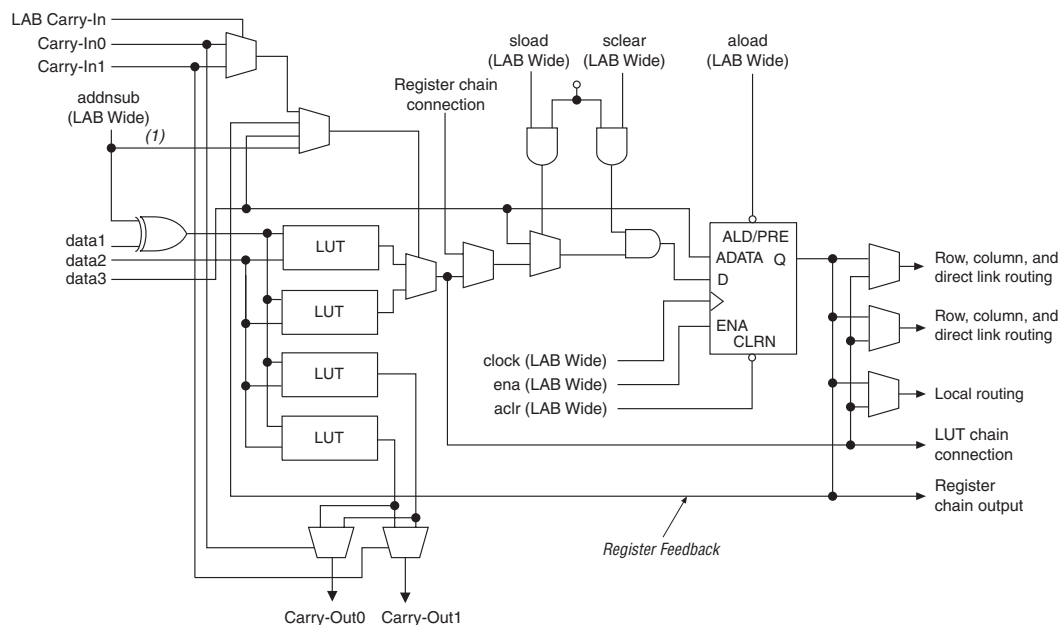 LAB Carry-In
Carry-In0
Carry-In1
addnsub
(LAB Wide)
(1)
Register chain
connection
sload
(LAB Wide)
sclear
(LAB Wide)
aload
(LAB Wide)
data1
data2
data3
LUT
LUT
LUT
LUT
ALD/PRE
ADATA Q
D
ENA
CLRN
clock (LAB Wide)
ena (LAB Wide)
aclr (LAB Wide)
Row, column, and
direct link routing
Row, column, and
direct link routing
Local routing
LUT chain
connection
Register
chain output
Register Feedback
Carry-Out0
Carry-Out1